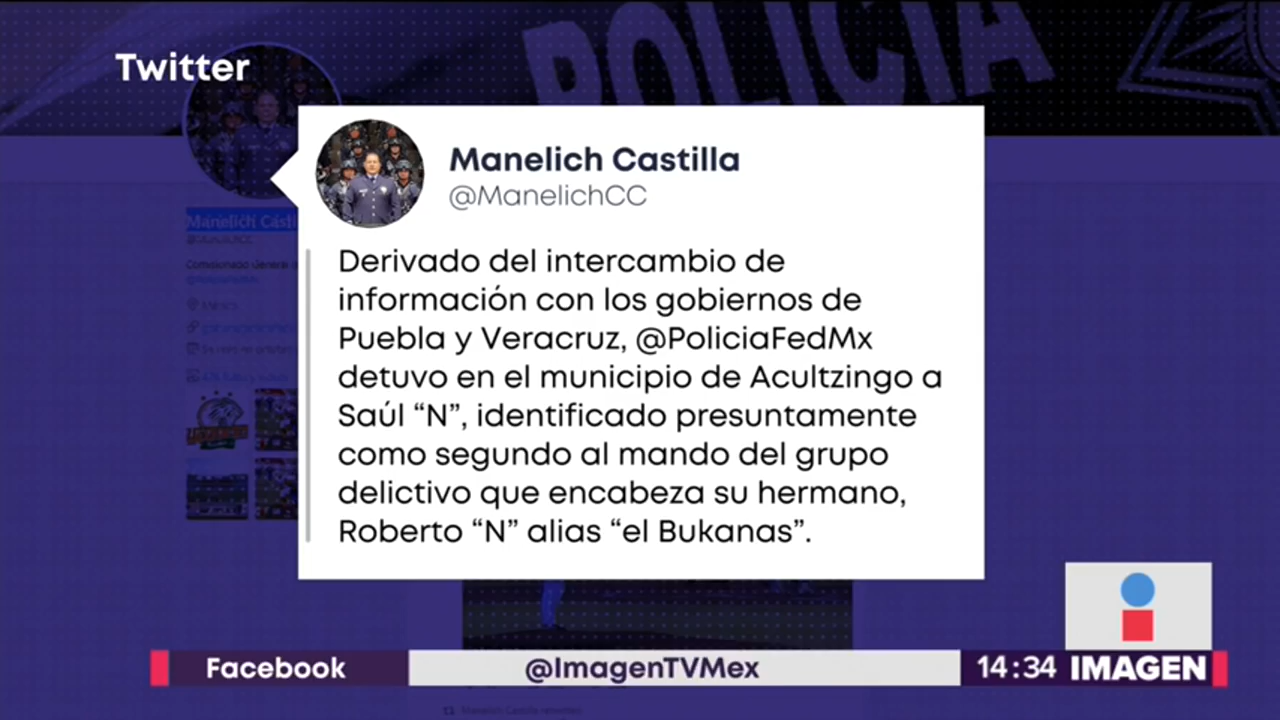 POLICIA
Twitter
Manelich Castilla
@ManelichCC
Derivado del intercambio de
información con los gobiernos de
Puebla y Veracruz, @PoliciaFedMx
detuvo en el municipio de Acultzingo a
Saúl “N”, identificado presuntamente
como segundo al mando del grupo
delictivo que encabeza su hermano,
Roberto “N” alias “el Bukanas”.
Facebook
@ImagenTVMex
14:34
IMAGEN